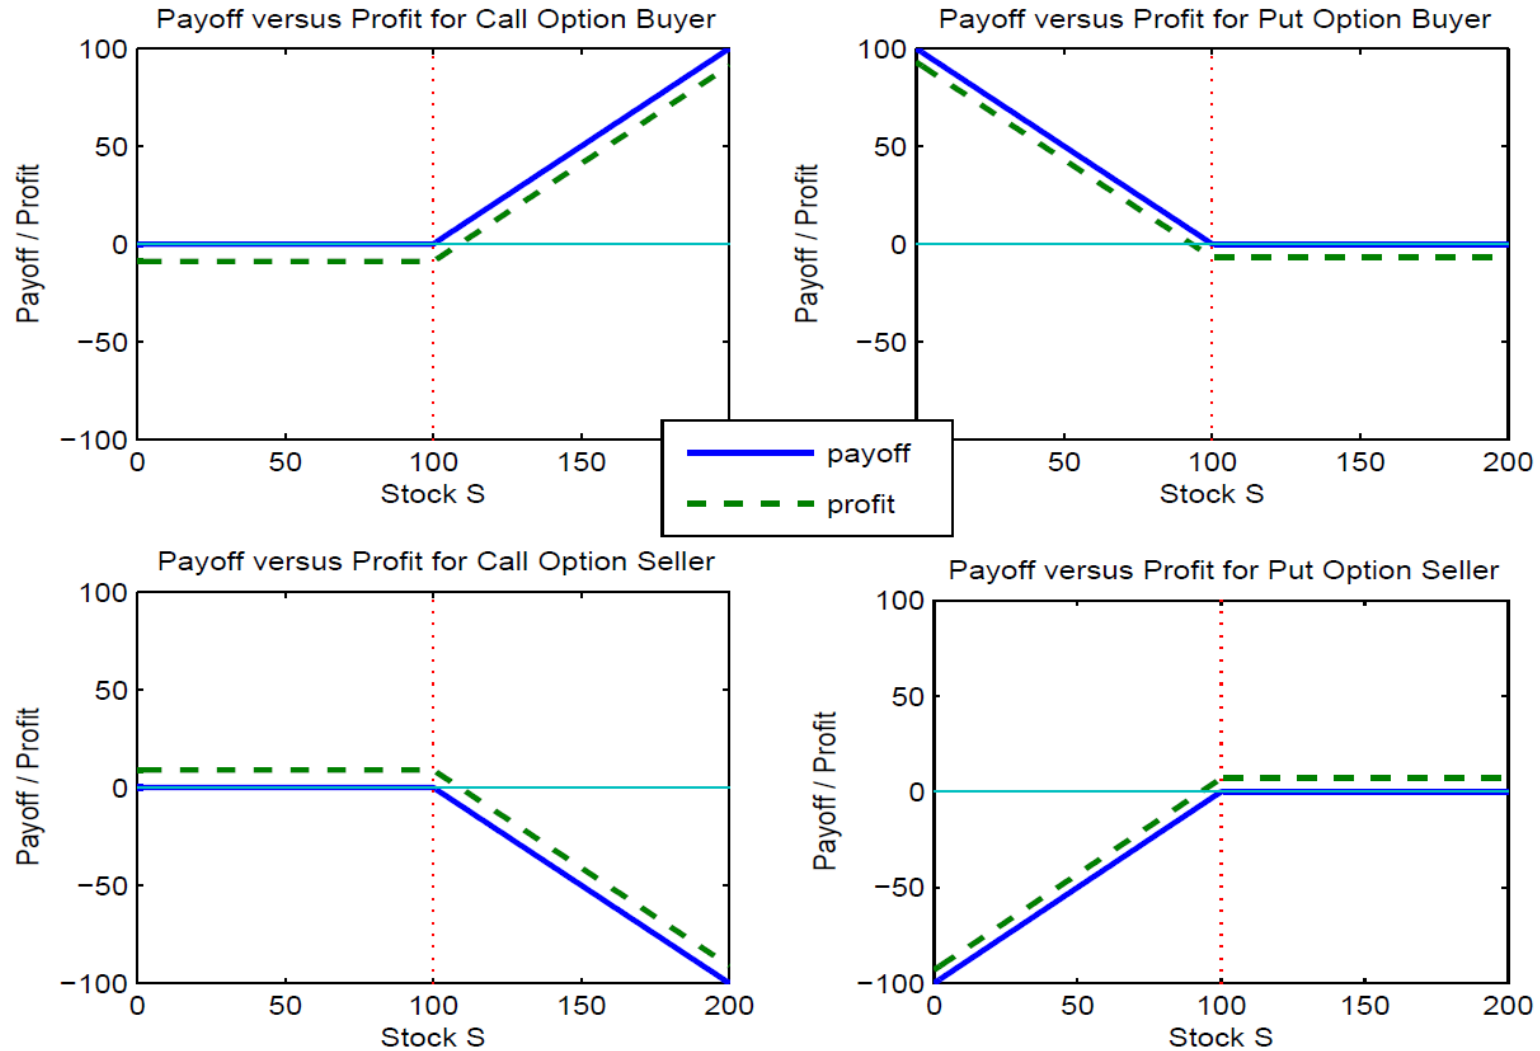 Payoff versus Profit for Call Option Buyer
100
50
0
−50
−100
Payoff / Profit
0 50 100 150
Stock S
Payoff versus Profit for Put Option Buyer
100
50
0
−50
Payoff / Profit
50 100 150 200
Stock S
payoff
profit
Payoff versus Profit for Call Option Seller
100
50
0
−50
−100
Payoff / Profit
0 50 100 150 200
Stock S
Payoff versus Profit for Put Option Seller
100
50
0
−50
−100
Payoff / Profit
0 50 100 150 200
Stock S